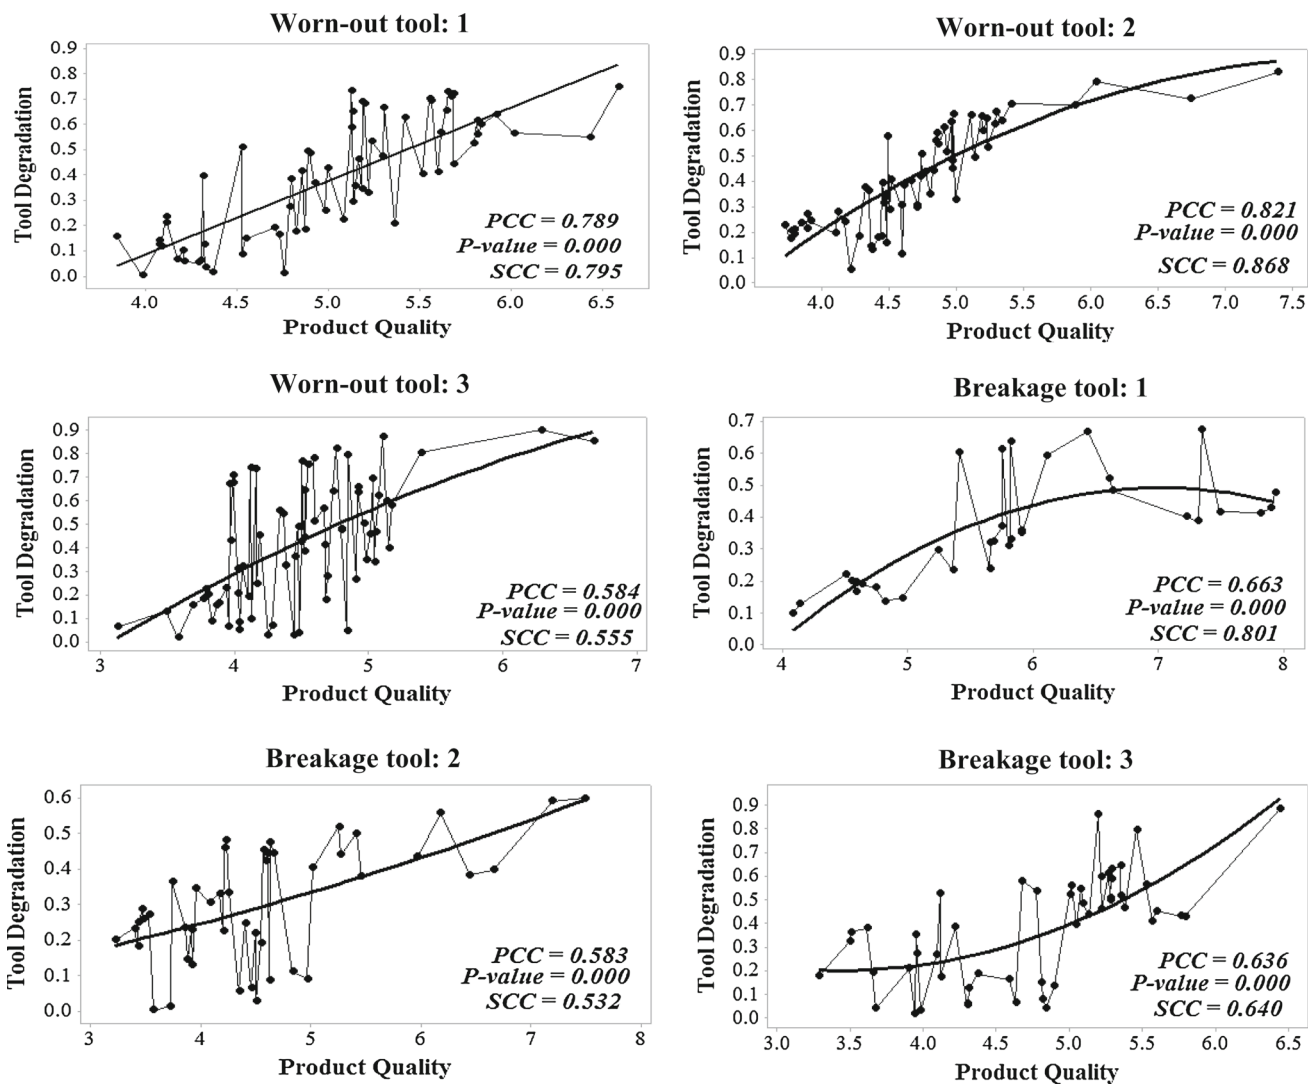 Worn-out tool: 1
0.9
0.8
0.7
0.6
0.5
0.4
0.3
0.2
0.1
0.0
Tool Degradation
PCC = 0.789
P-value = 0.000
SCC = 0.795
4.0 4.5 5.0 5.5 6.0 6.5
Product Quality
Worn-out tool: 2
0.9
0.8
0.7
0.6
0.5
0.4
0.3
0.2
0.1
0.0
Tool Degradation
PCC = 0.821
P-value = 0.000
SCC = 0.868
4.0 4.5 5.0 5.5 6.0 6.5 7.0 7.5
Product Quality
Worn-out tool: 3
0.9
0.8
0.7
0.6
0.5
0.4
0.3
0.2
0.1
0.0
Tool Degradation
PCC = 0.584
P-value = 0.000
SCC = 0.555
3 4 5 6 7
Product Quality
Breakage tool: 1
0.7
0.6
0.5
0.4
0.3
0.2
0.1
0.0
Tool Degradation
PCC = 0.663
P-value = 0.000
SCC = 0.801
4 5 6 7 8
Product Quality
Breakage tool: 2
0.6
0.5
0.4
0.3
0.2
0.1
0.0
Tool Degradation
PCC = 0.583
P-value = 0.000
SCC = 0.532
3 4 5 6 7 8
Product Quality
Breakage tool: 3
0.9
0.8
0.7
0.6
0.5
0.4
0.3
0.2
0.1
0.0
Tool Degradation
PCC = 0.636
P-value = 0.000
SCC = 0.640
3.0 3.5 4.0 4.5 5.0 5.5 6.0 6.5
Product Quality